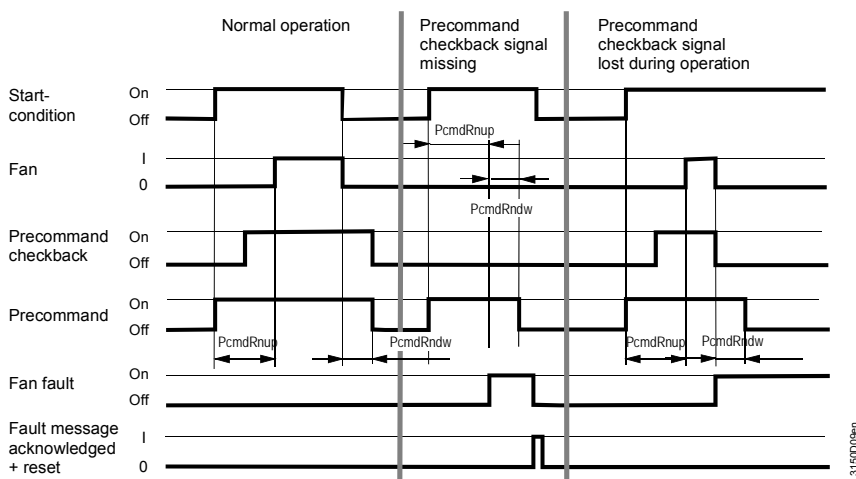 Normal operation
Precommand
checkback signal
missing
Precommand
checkback signal
lost during operation
Start-
condition
On
Off
PcmdRnup
Fan
I
0
PcmdRndw
Precommand
checkback
On
Off
Precommand
On
Off
PcmdRnup
PcmdRndw
PcmdRnup
PcmdRndw
Fan fault
On
Off
Fault message
acknowledged
+ reset
I
0
3150D09en